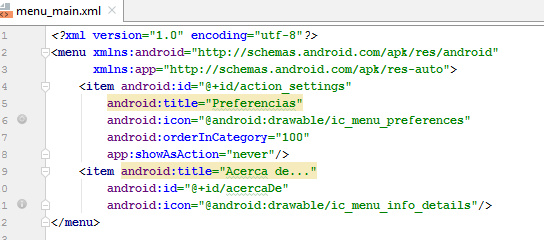 menu_main.xml
1 <?xml version="1.0" encoding="utf-8"?>
2 <menu xmlns:android="http://schemas.android.com/apk/res/android"
3 xmlns:app="http://schemas.android.com/apk/res-auto">
4 <item android:id="@+id/action_settings"
5 android:title="Preferencias"
6 android:icon="@android:drawable/ic_menu_preferences"
7 android:orderInCategory="100"
8 app:showAsAction="never"/>
9 <item android:title="Acerca de..."
0 android:id="@+id/acercaDe"
1 android:icon="@android:drawable/ic_menu_info_details"/>
2 </menu>